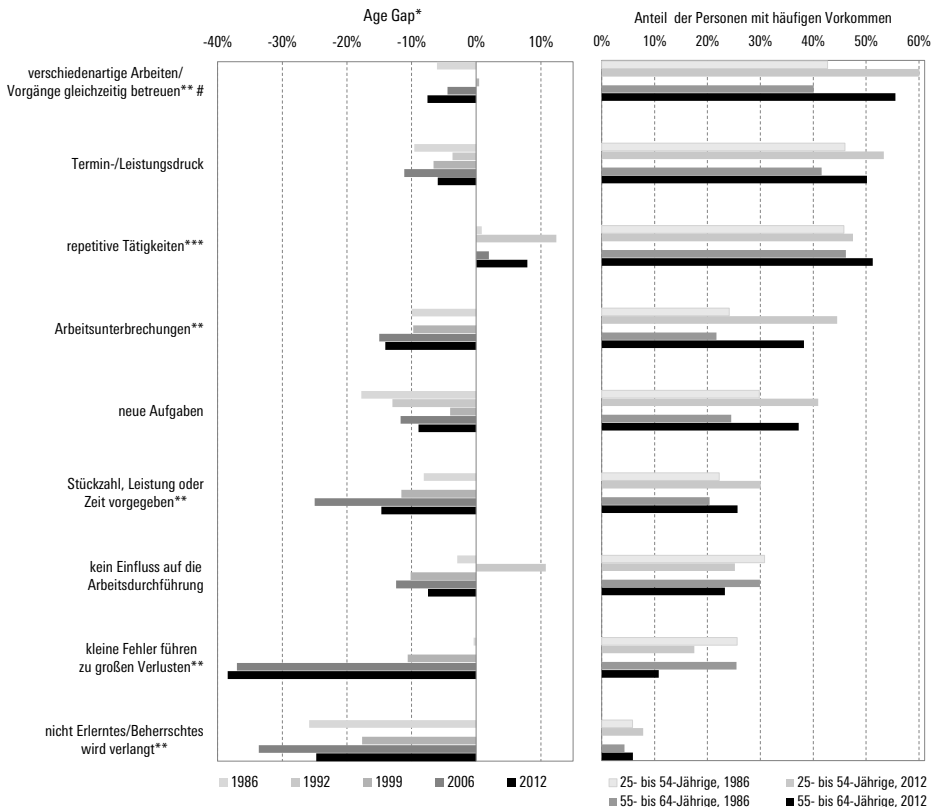 Age Gap*
-40% -30% -20% -10% 0% 10%
Anteil der Personen mit häufigen Vorkommen
0% 10% 20% 30% 40% 50% 60%
verschiedenartige Arbeiten/
Vorgänge gleichzeitig betreuen** #
Termin-/Leistungsdruck
repetitive Tätigkeiten***
Arbeitsunterbrechungen**
neue Aufgaben
Stückzahl, Leistung oder
Zeit vorgegeben**
kein Einfluss auf die
Arbeitsdurchführung
kleine Fehler führen
zu großen Verlusten**
nicht Erlerntes/Beherrschtes
wird verlangt**
1986 1992 1999 2006 2012
25- bis 54-Jährige, 1986 25- bis 54-Jährige, 2012
55- bis 64-Jährige, 1986 55- bis 64-Jährige, 2012